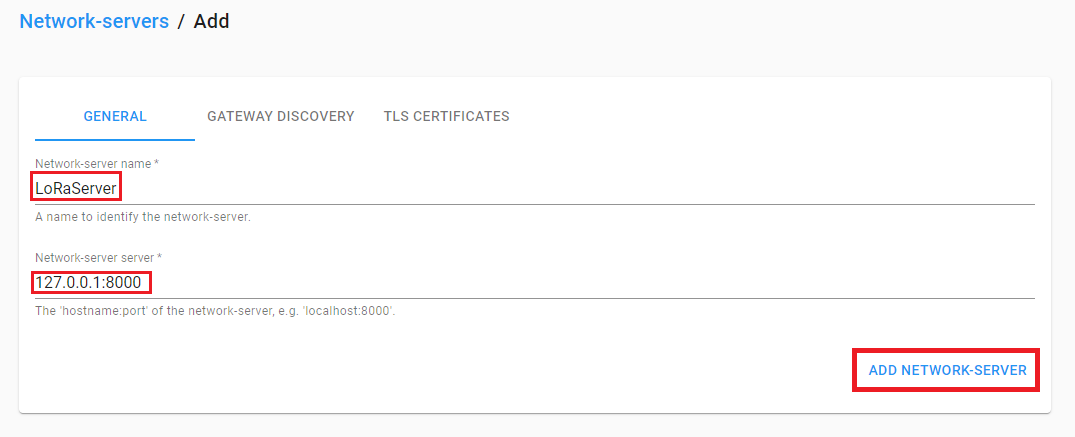 Network-servers / Add
GENERAL GATEWAY DISCOVERY TLS CERTIFICATES
Network-server name *
LoRaServer
A name to identify the network-server.
Network-server server *
127.0.0.1:8000
The 'hostname:port' of the network-server, e.g. 'localhost:8000'.
ADD NETWORK-SERVER